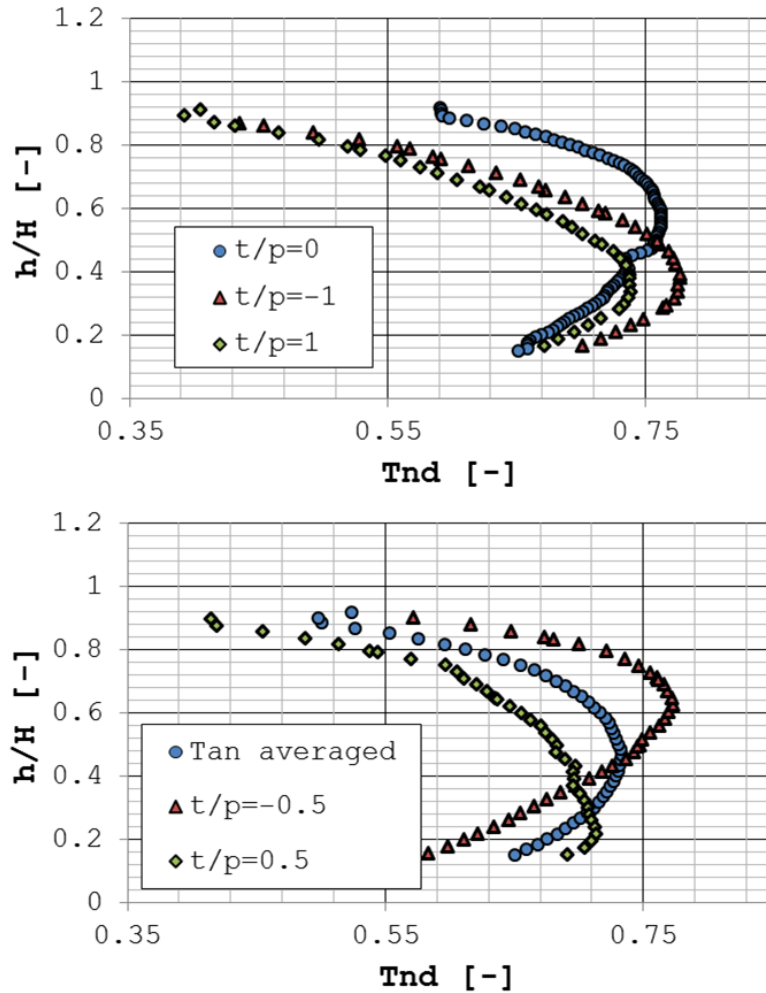 1.2
1
0.8
0.6
0.4
0.2
0
h/H [-]
t/p=0
t/p=-1
t/p=1
0.35
0.55
0.75
Tnd [-]
1.2
1
0.8
0.6
0.4
0.2
0
h/H [-]
Tan averaged
t/p=-0.5
t/p=0.5
0.35
0.55
0.75
Tnd [-]